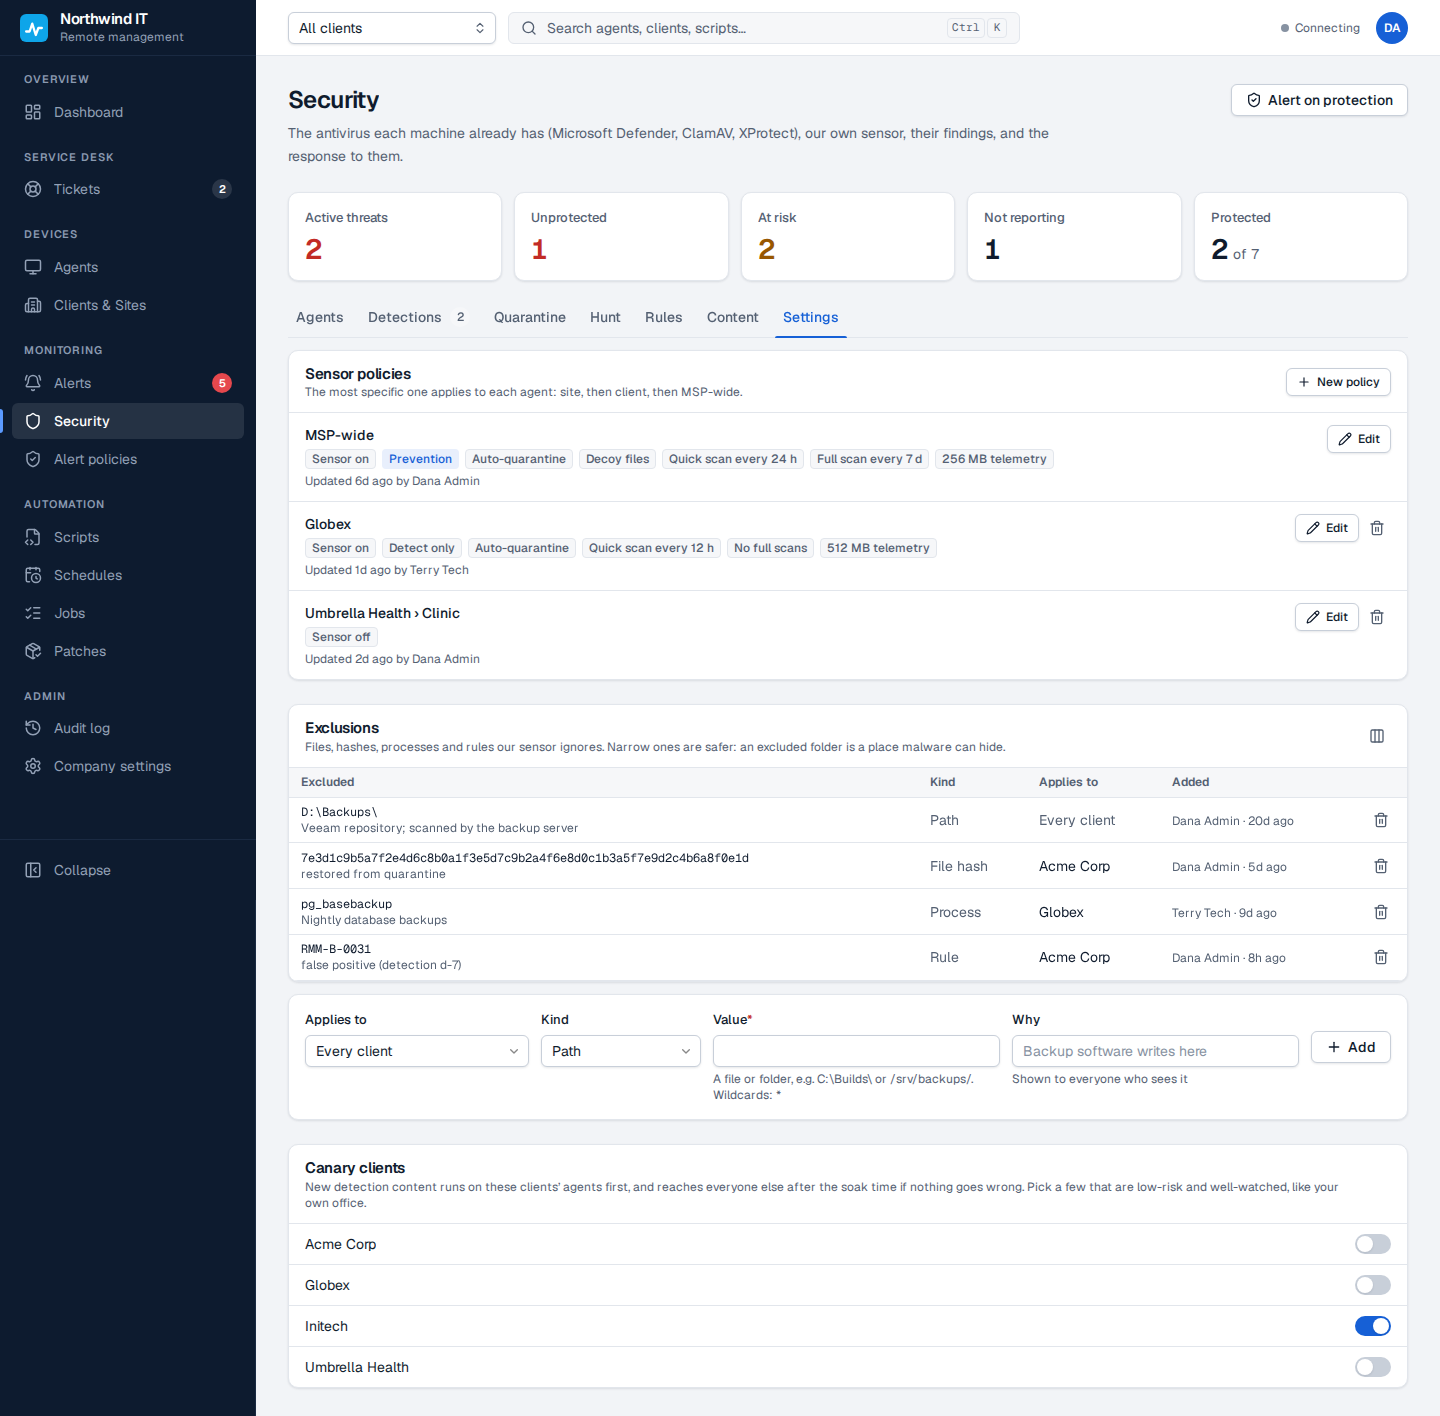 Northwind IT
Remote management
OVERVIEW
Dashboard
SERVICE DESK
Tickets 2
DEVICES
Agents
Clients & Sites
MONITORING
Alerts 5
Security
Alert policies
AUTOMATION
Scripts
Schedules
Jobs
Patches
ADMIN
Audit log
Company settings
Collapse
All clients
Search agents, clients, scripts... Ctrl K
Connecting DA
Security
Alert on protection
The antivirus each machine already has (Microsoft Defender, ClamAV, XProtect), our own sensor, their findings, and the
response to them.
Active threats
2
Unprotected
1
At risk
2
Not reporting
1
Protected
2 of 7
Agents Detections 2 Quarantine Hunt Rules Content Settings
Sensor policies
The most specific one applies to each agent: site, then client, then MSP-wide.
New policy
MSP-wide
Sensor on Prevention Auto-quarantine Decoy files Quick scan every 24 h Full scan every 7 d 256 MB telemetry
Updated 6d ago by Dana Admin
Edit
Globex
Sensor on Detect only Auto-quarantine Quick scan every 12 h No full scans 512 MB telemetry
Updated 1d ago by Terry Tech
Edit
Umbrella Health › Clinic
Sensor off
Updated 2d ago by Dana Admin
Edit
Exclusions
Files, hashes, processes and rules our sensor ignores. Narrow ones are safer: an excluded folder is a place malware can hide.
Excluded Kind Applies to Added
D:\Backups\
Veeam repository; scanned by the backup server
Path Every client Dana Admin · 20d ago
7e3d1c9b5a7f2e4d6c8b0a1f3e5d7c9b2a4f6e8d0c1b3a5f7e9d2c4b6a8f0e1d
restored from quarantine
File hash Acme Corp Dana Admin · 5d ago
pg_basebackup
Nightly database backups
Process Globex Terry Tech · 9d ago
RMM-B-0031
false positive (detection d-7)
Rule Acme Corp Dana Admin · 8h ago
Applies to Kind Value* Why
Every client Path Backup software writes here Add
A file or folder, e.g. C:\Builds\ or /srv/backups/.
Wildcards: *
Shown to everyone who sees it
Canary clients
New detection content runs on these clients' agents first, and reaches everyone else after the soak time if nothing goes wrong. Pick a few that are low-risk and well-watched, like your
own office.
Acme Corp
Globex
Initech
Umbrella Health